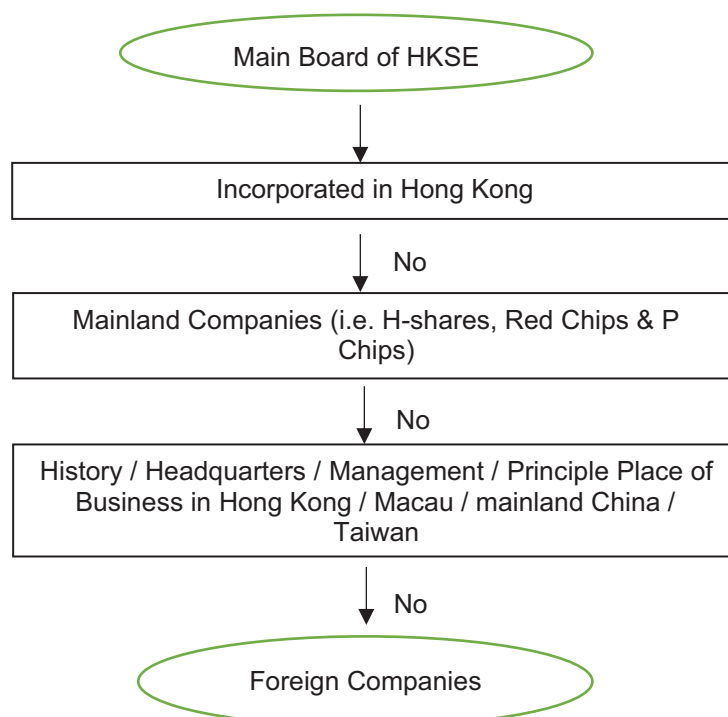 Main Board of HKSE
Incorporated in Hong Kong
No
Mainland Companies (i.e. H-shares, Red Chips & P
Chips)
No
History / Headquarters / Management / Principle Place of
Business in Hong Kong / Macau / mainland China /
Taiwan
No
Foreign Companies